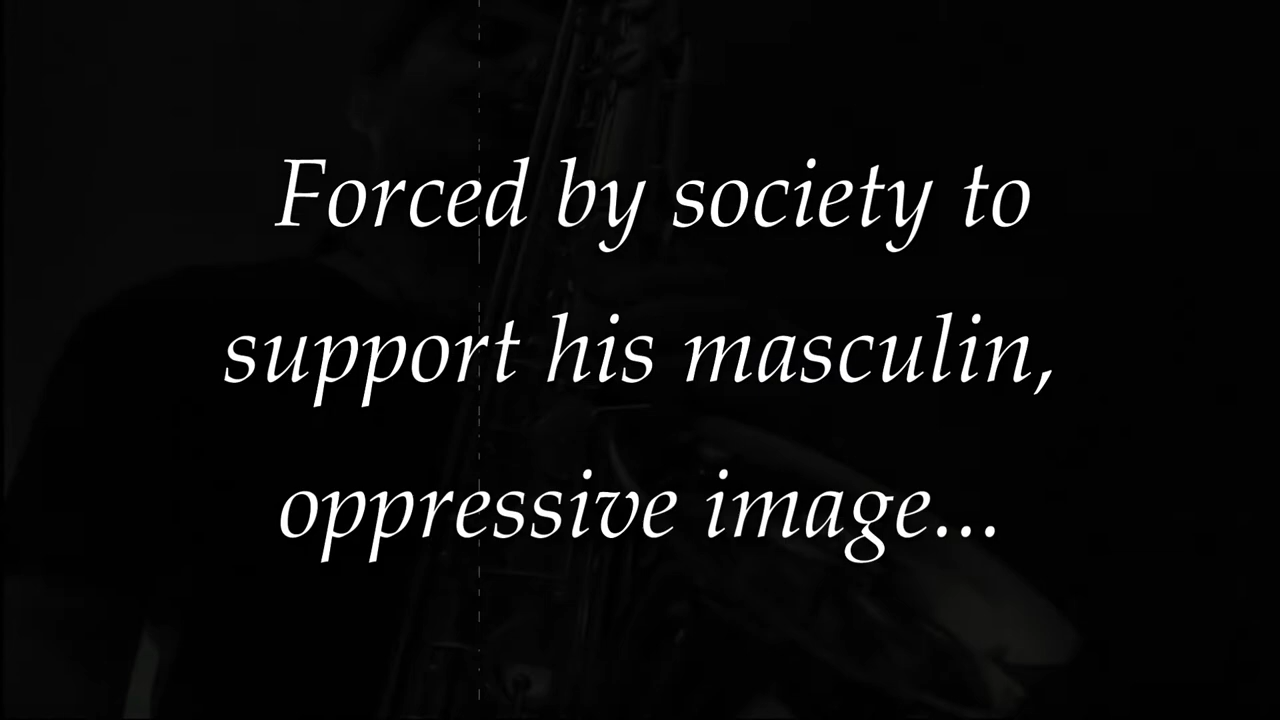 Forced by society to
support his masculin,
oppressive image...